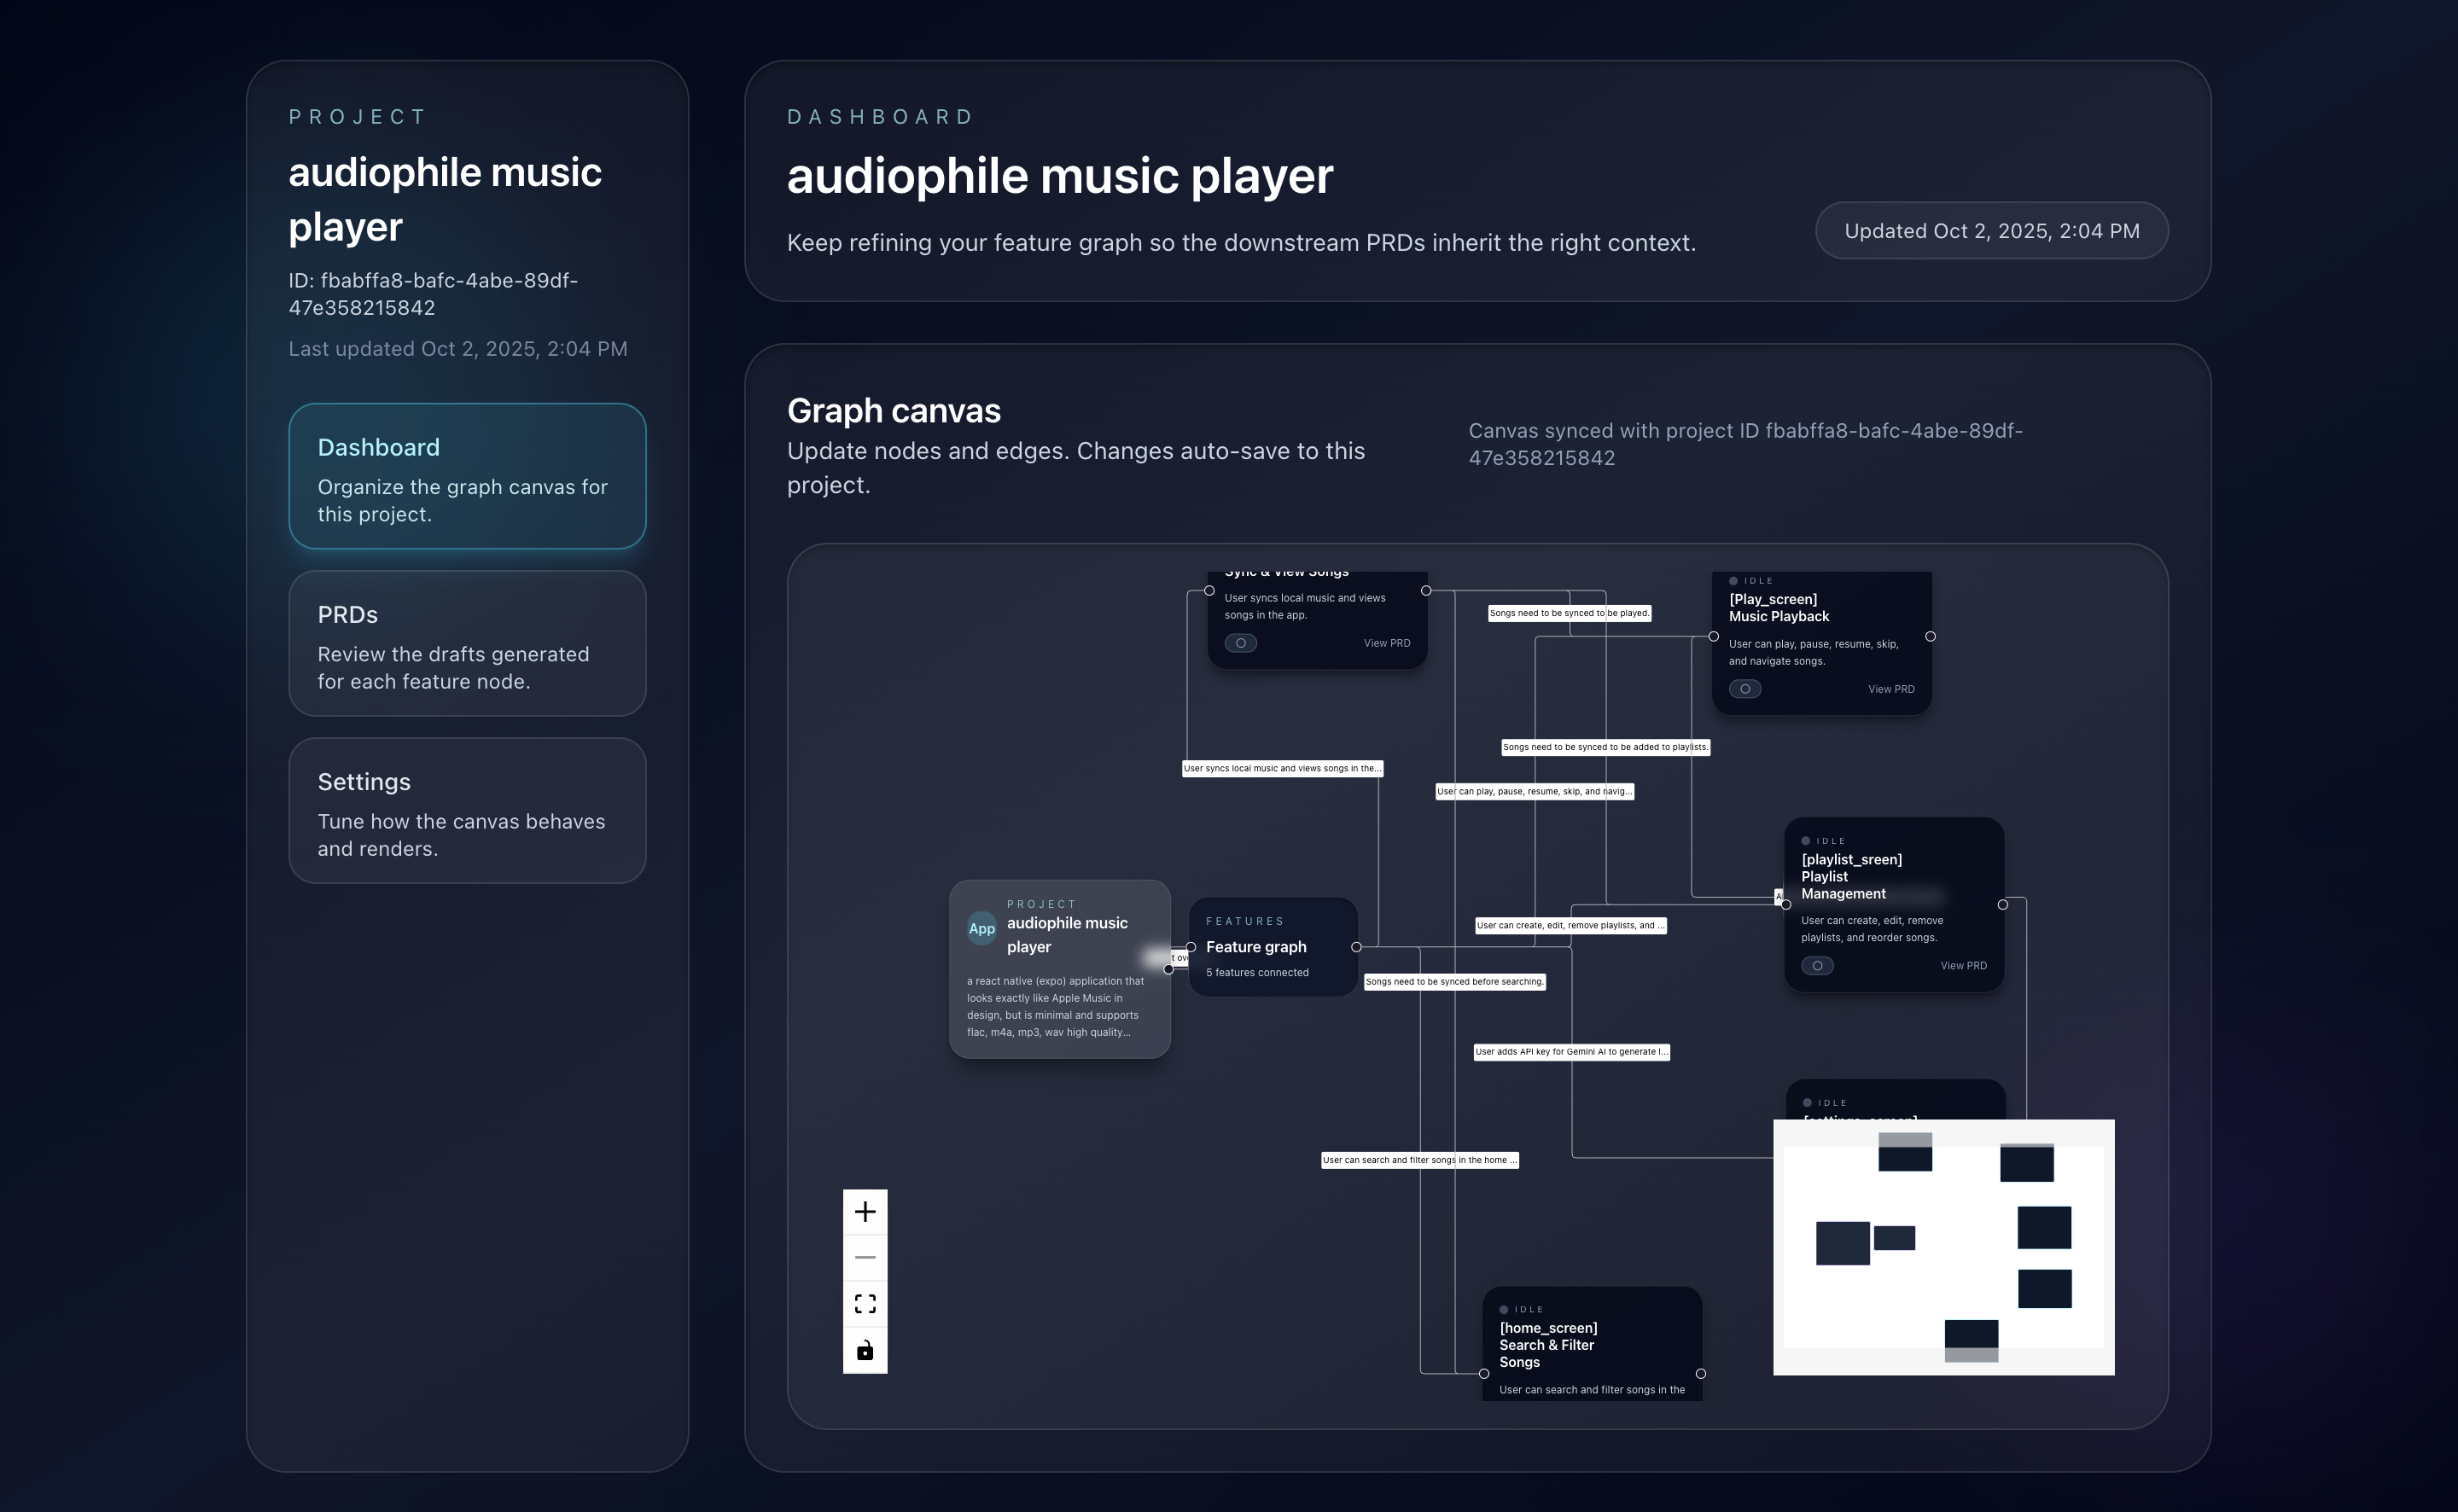 PROJECT
audiophile music
player
ID: fbabffa8-bafc-4abe-89df-
47e358215842
Last updated Oct 2, 2025, 2:04 PM
Dashboard
Organize the graph canvas for
this project.
PRDs
Review the drafts generated
for each feature node.
Settings
Tune how the canvas behaves
and renders.
DASHBOARD
audiophile music player
Keep refining your feature graph so the downstream PRDs inherit the right context.
Updated Oct 2, 2025, 2:04 PM
Graph canvas
Update nodes and edges. Changes auto-save to this
project.
Canvas synced with project ID fbabffa8-bafc-4abe-89df-
47e358215842
Sync & View Songs
User syncs local music and views
songs in the app.
View PRD
Songs need to be synced to be played.
IDLE
[Play_screen]
Music Playback
User can play, pause, resume, skip,
and navigate songs.
View PRD
Songs need to be synced to be added to playlists.
User syncs local music and views songs in the...
User can play, pause, resume, skip, and navig...
IDLE
[playlist_sreen]
Playlist
Management
User can create, edit, remove
playlists, and reorder songs.
View PRD
PROJECT
App
audiophile music
player
a react native (expo) application that
looks exactly like Apple Music in
design, but is minimal and supports
flac, m4a, mp3, wav high quality...
FEATURES
Feature graph
5 features connected
User can create, edit, remove playlists, and ...
Songs need to be synced before searching.
User adds API key for Gemini AI to generate l...
IDLE
[settings_screen]
User can search and filter songs in the home ...
IDLE
[home_screen]
Search & Filter
Songs
User can search and filter songs in the